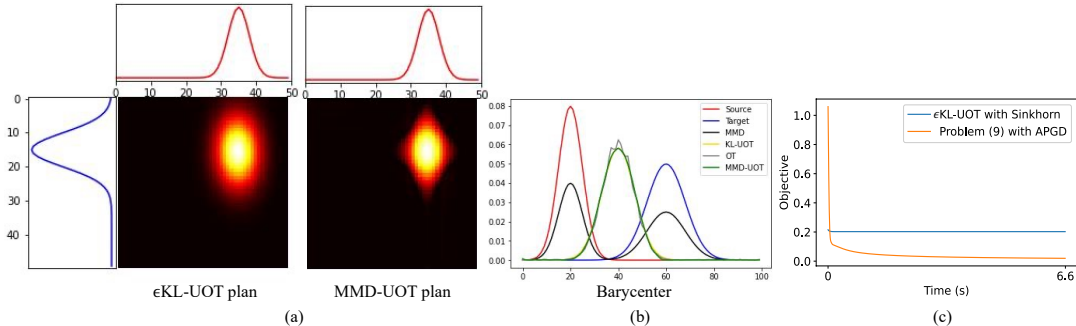 0 10 20 30 40 50
0 10 20 30 40 50
0
10
20
30
40
ϵKL-UOT plan
MMD-UOT plan
(a)
0.08
0.07
0.06
0.05
0.04
0.03
0.02
0.01
0.00
0 20 40 60 80 100
Source
Target
MMD
KL-UOT
OT
MMD-UOT
Barycenter
(b)
Objective
1.0
0.8
0.6
0.4
0.2
0.0
ϵKL-UOT with Sinkhorn
Problem (9) with APGD
0 6.6
Time (s)
(c)